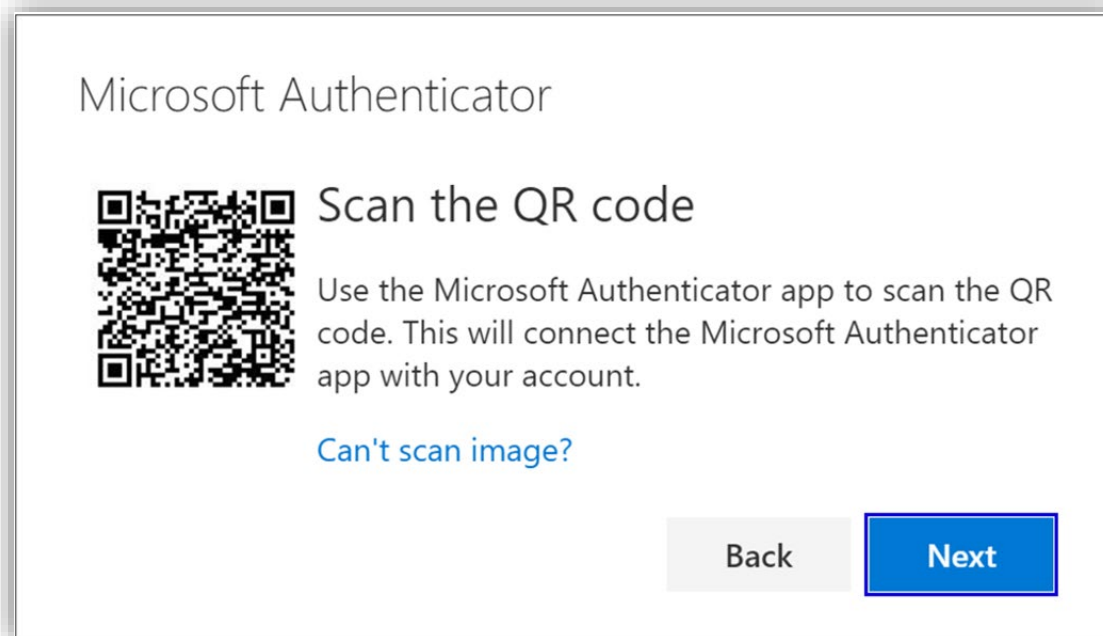 Microsoft Authenticator
Scan the QR code
Use the Microsoft Authenticator app to scan the QR
code. This will connect the Microsoft Authenticator
app with your account.
Can't scan image?
Back
Next